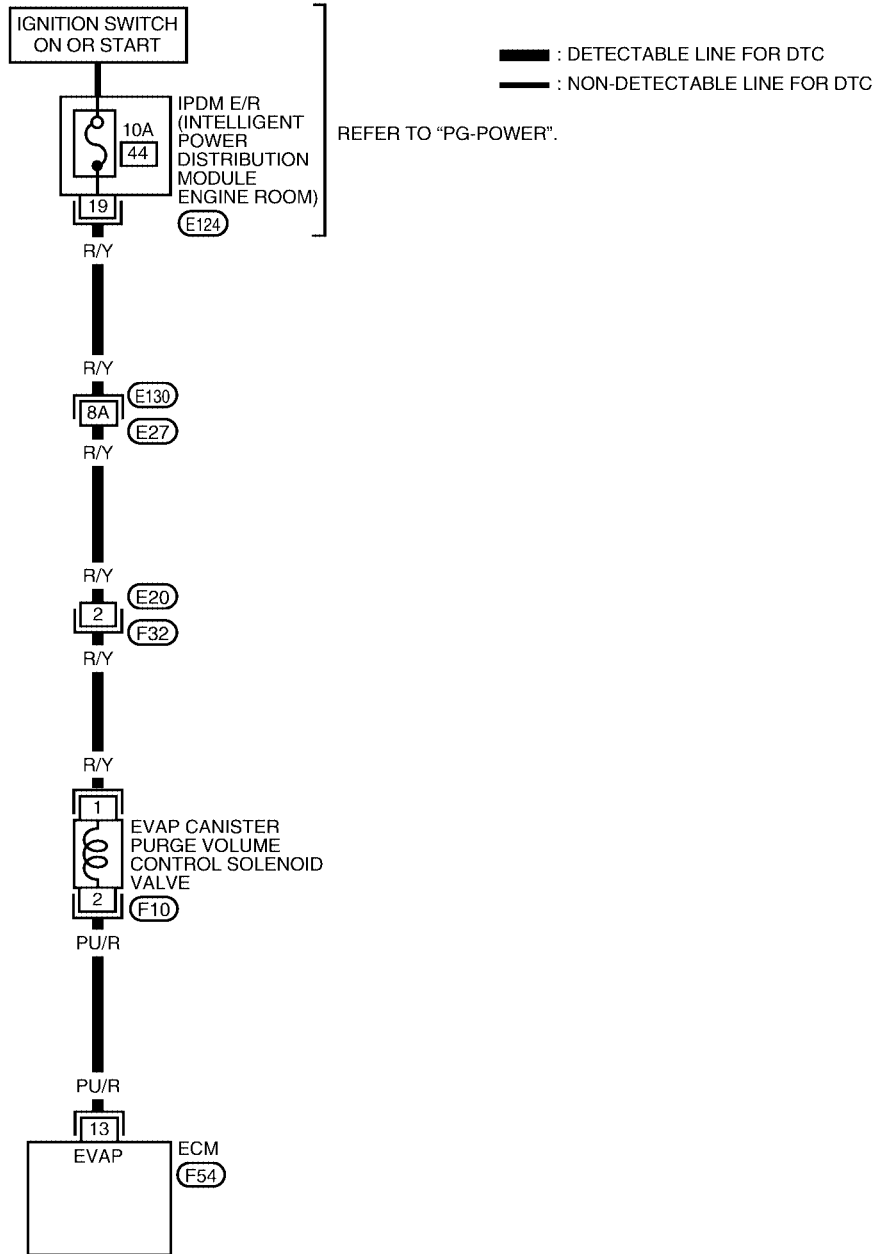 IGNITION SWITCH
ON OR START
: DETECTABLE LINE FOR DTC
: NON-DETECTABLE LINE FOR DTC
IPDM E/R
(INTELLIGENT
POWER
DISTRIBUTION
MODULE
ENGINE ROOM)
10A
44
REFER TO “PG-POWER”.
19
E124
R/Y
R/Y
E130
8A
E27
R/Y
R/Y
E20
2
F32
R/Y
R/Y
1
EVAP CANISTER
PURGE VOLUME
CONTROL SOLENOID
VALVE
2
F10
PU/R
PU/R
13
EVAP
ECM
F54